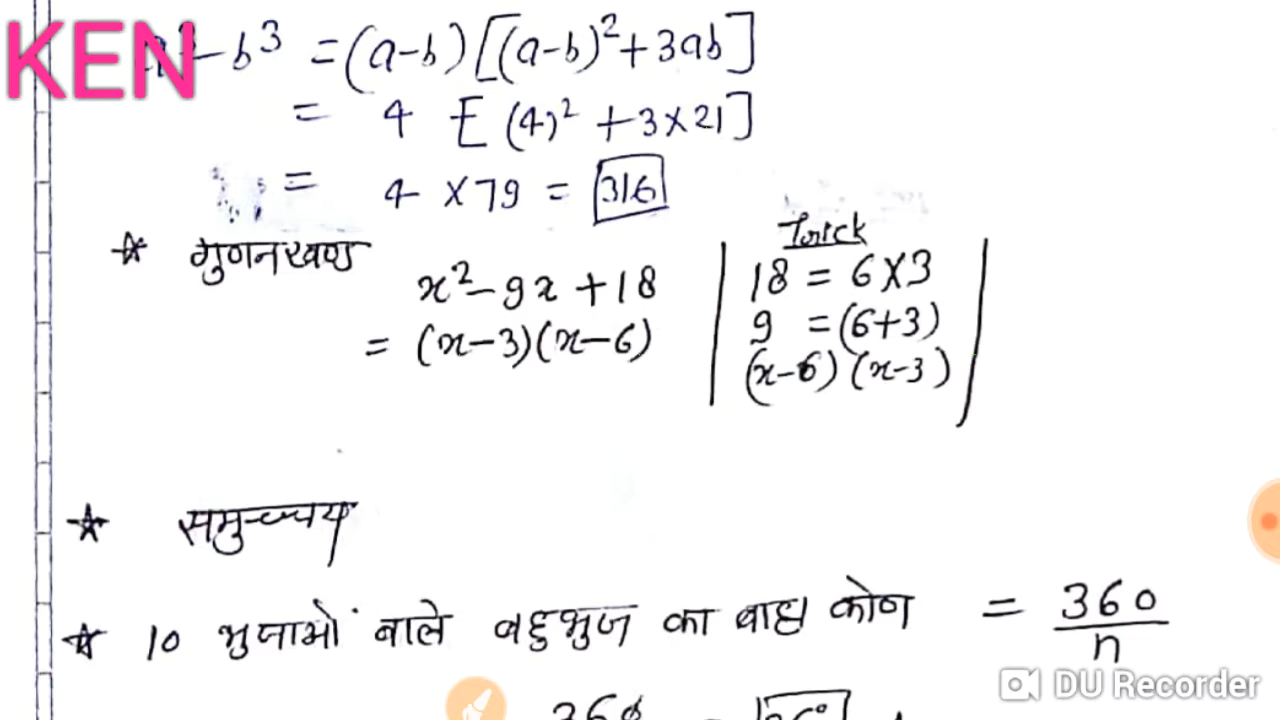 KEN
- b³ = (a-b) [(a-b)² + 3ab]
= 4 [(4)² + 3×21]
= 4 × 79 = 316
☆ गुणनखण्ड
x² - 9x + 18
= (x-3)(x-6)
Trick
18 = 6×3
9 = (6+3)
(x-6) (x-3)
☆ समुच्चय
☆ 10 भुजाओं वाले बहुभुज का बाह्य कोण = 360/n
DU Recorder